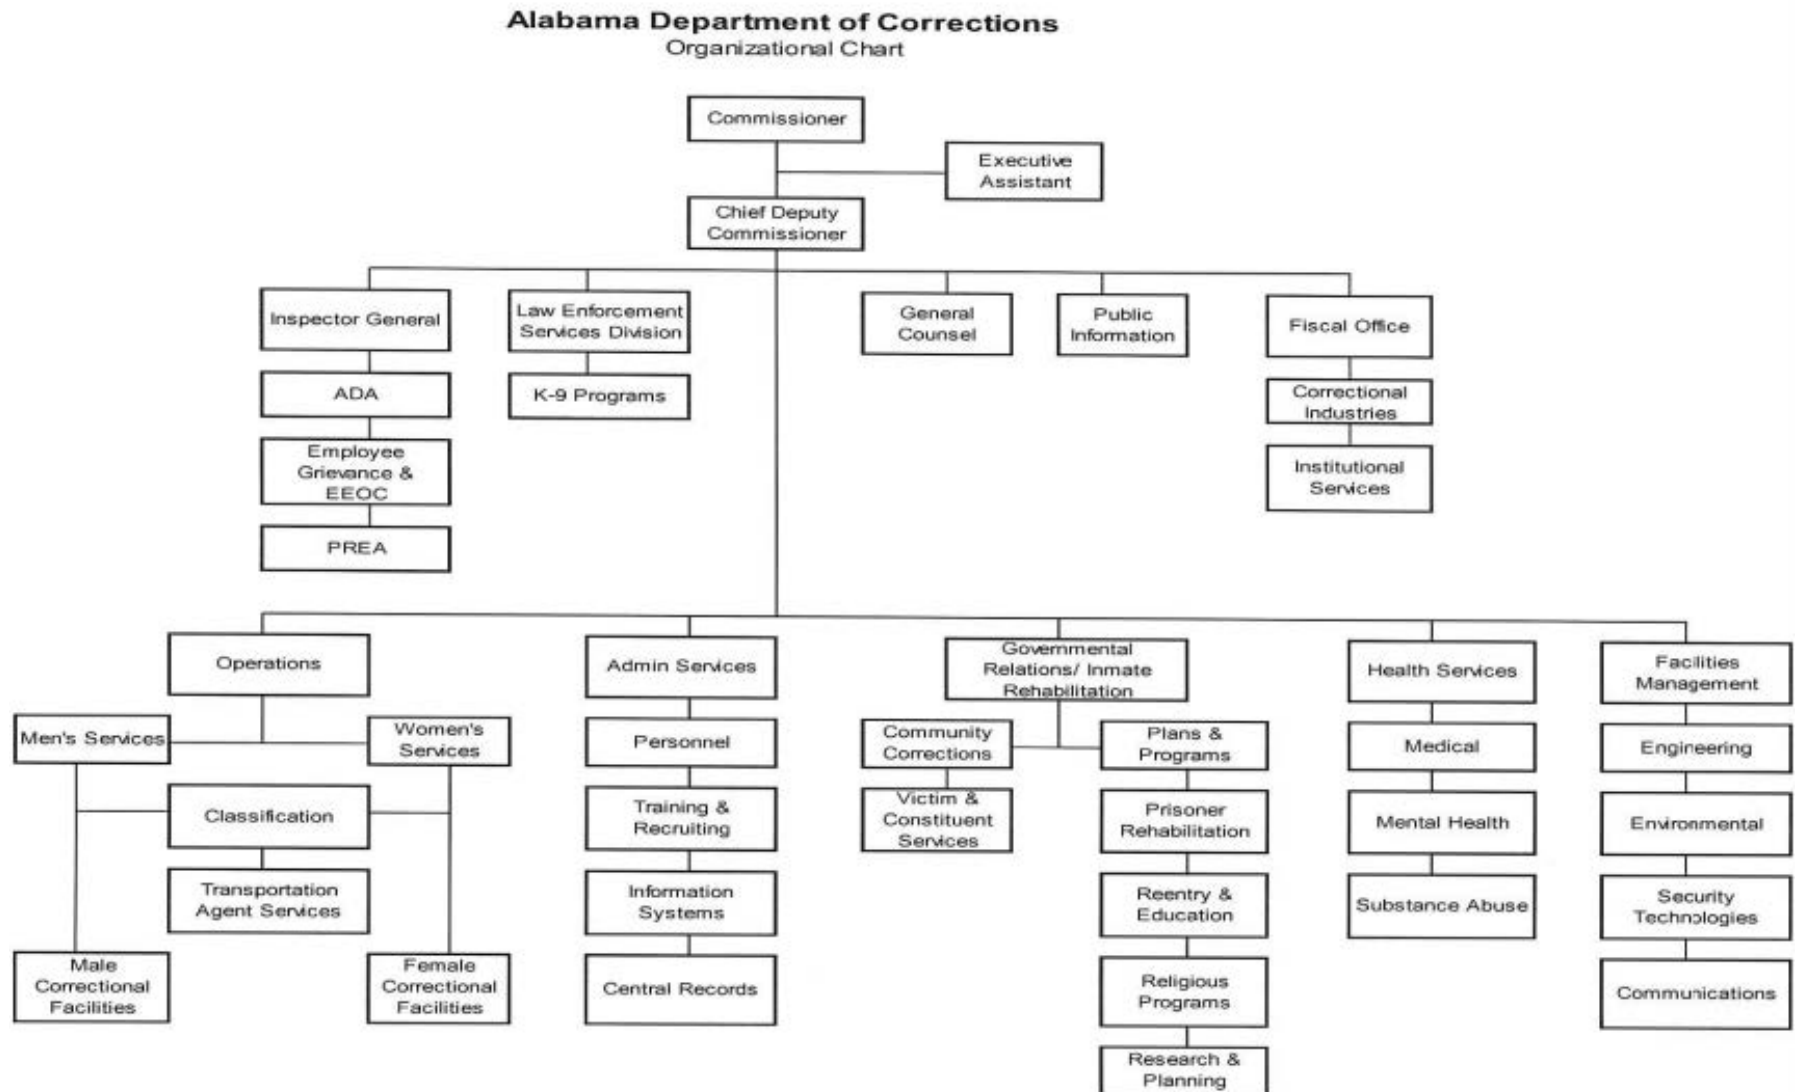 Alabama Department of Corrections
Organizational Chart
Commissioner
Executive
Assistant
Chief Deputy
Commissioner
Inspector General
Law Enforcement
Services Division
General
Counsel
Public
Information
Fiscal Office
ADA
K-9 Programs
Correctional
Industries
Employee
Grievance &
EEOC
Institutional
Services
PREA
Operations
Admin Services
Governmental
Relations/ Inmate
Rehabilitation
Health Services
Facilities
Management
Men's Services
Women's
Services
Personnel
Community
Corrections
Plans &
Programs
Medical
Engineering
Classification
Training &
Recruiting
Victim &
Constituent
Services
Prisoner
Rehabilitation
Mental Health
Environmental
Transportation
Agent Services
Information
Systems
Reentry &
Education
Substance Abuse
Security
Technologies
Male
Correctional
Facilities
Female
Correctional
Facilities
Central Records
Religious
Programs
Communications
Research &
Planning